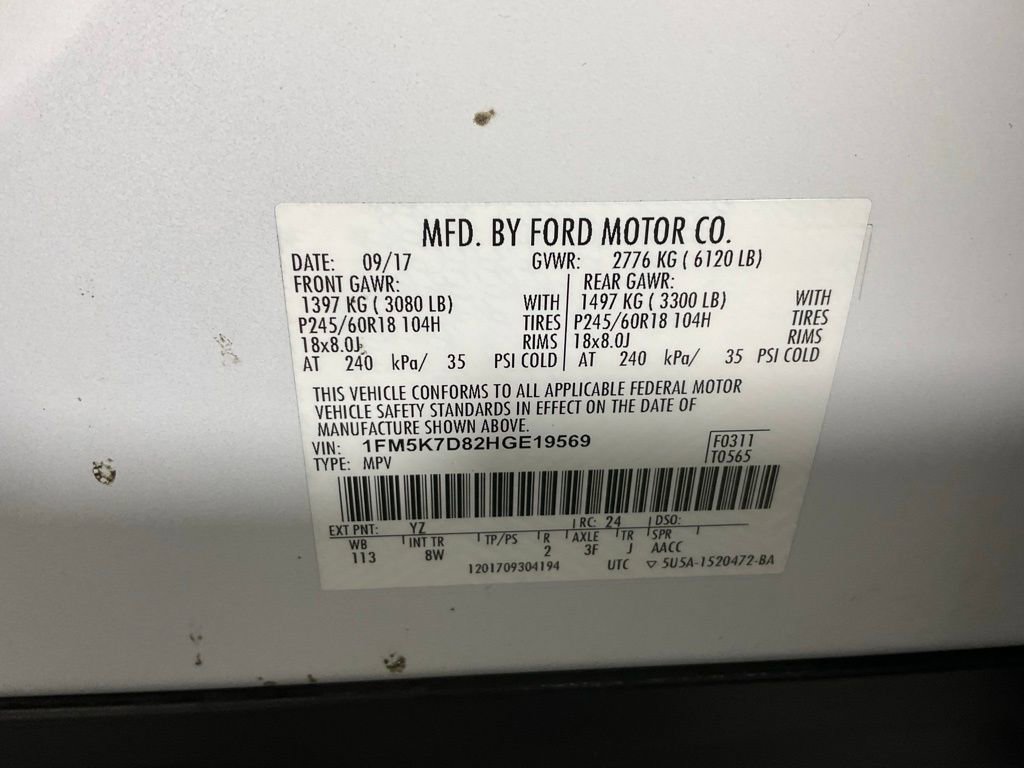 MFD. BY FORD MOTOR CO.
DATE: 09/17 GVWR: 2776 KG ( 6120 LB)
FRONT GAWR: REAR GAWR:
1397 KG ( 3080 LB) WITH 1497 KG ( 3300 LB) WITH
P245/60R18 104H TIRES P245/60R18 104H TIRES
18x8.0J RIMS 18x8.0J RIMS
AT 240 kPa/ 35 PSI COLD AT 240 kPa/ 35 PSI COLD
THIS VEHICLE CONFORMS TO ALL APPLICABLE FEDERAL MOTOR
VEHICLE SAFETY STANDARDS IN EFFECT ON THE DATE OF
MANUFACTURE SHOWN ABOVE.
VIN: 1FM5K7D82HGE19569 F0311
TYPE: MPV T0565
EXT PNT: YZ RC: 24 DSO:
WB INT TR TP/PS R AXLE TR SPR
113 8W 2 3F J AACC
1201709304194 UTC ▽ 5U5A-1520472-BA